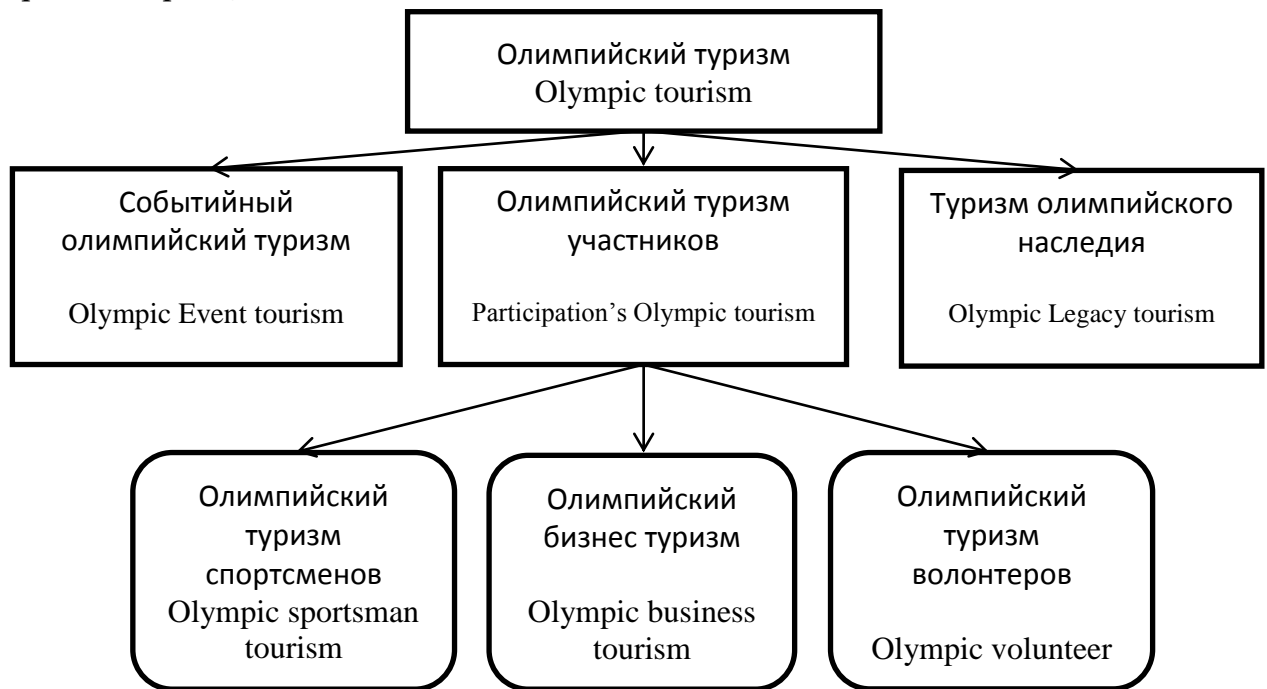 Олимпийский туризм
Olympic tourism
Событийный
олимпийский туризм
Olympic Event tourism
Олимпийский туризм
участников
Participation’s Olympic tourism
Туризм олимпийского
наследия
Olympic Legacy tourism
Олимпийский
туризм
спортсменов
Olympic sportsman
tourism
Олимпийский
бизнес туризм
Olympic business
tourism
Олимпийский
туризм
волонтеров
Olympic volunteer